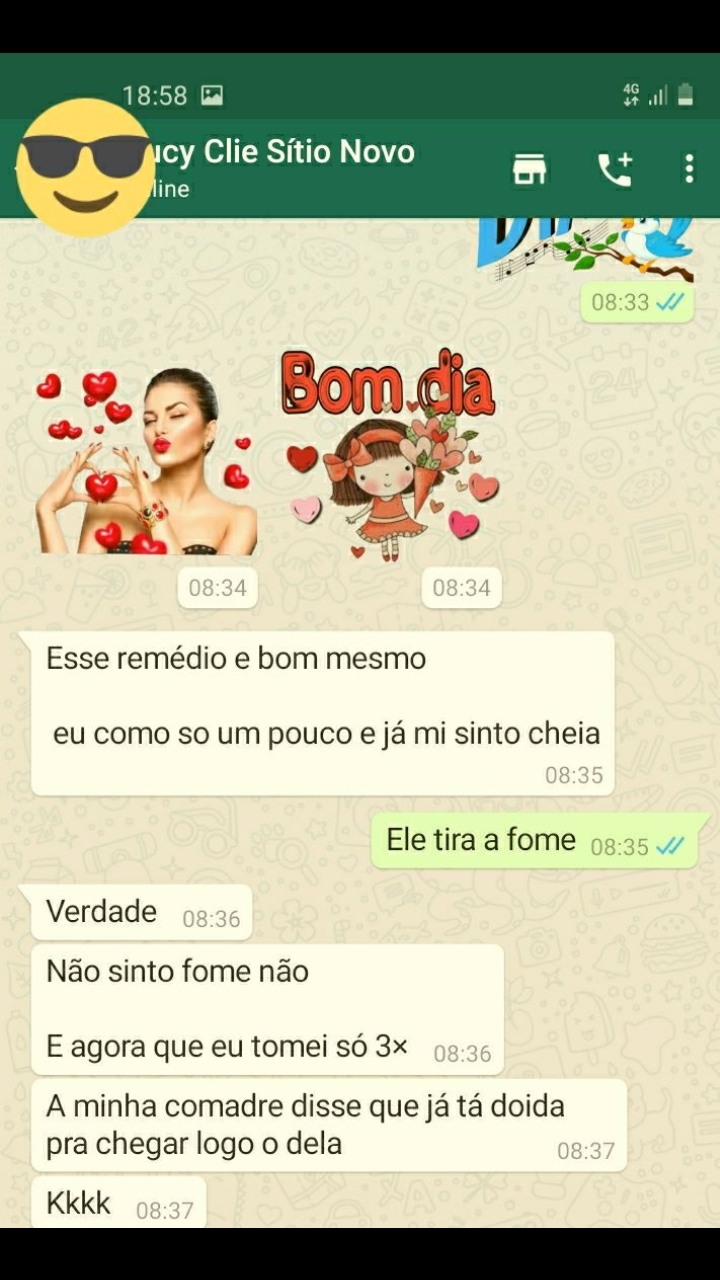 18:58
4G
ucy Clie Sítio Novo
line
08:33
Bom dia
08:34
08:34
Esse remédio e bom mesmo
eu como so um pouco e já mi sinto cheia
08:35
Ele tira a fome 08:35
Verdade 08:36
Não sinto fome não
E agora que eu tomei só 3× 08:36
A minha comadre disse que já tá doida
pra chegar logo o dela 08:37
Kkkk 08:37